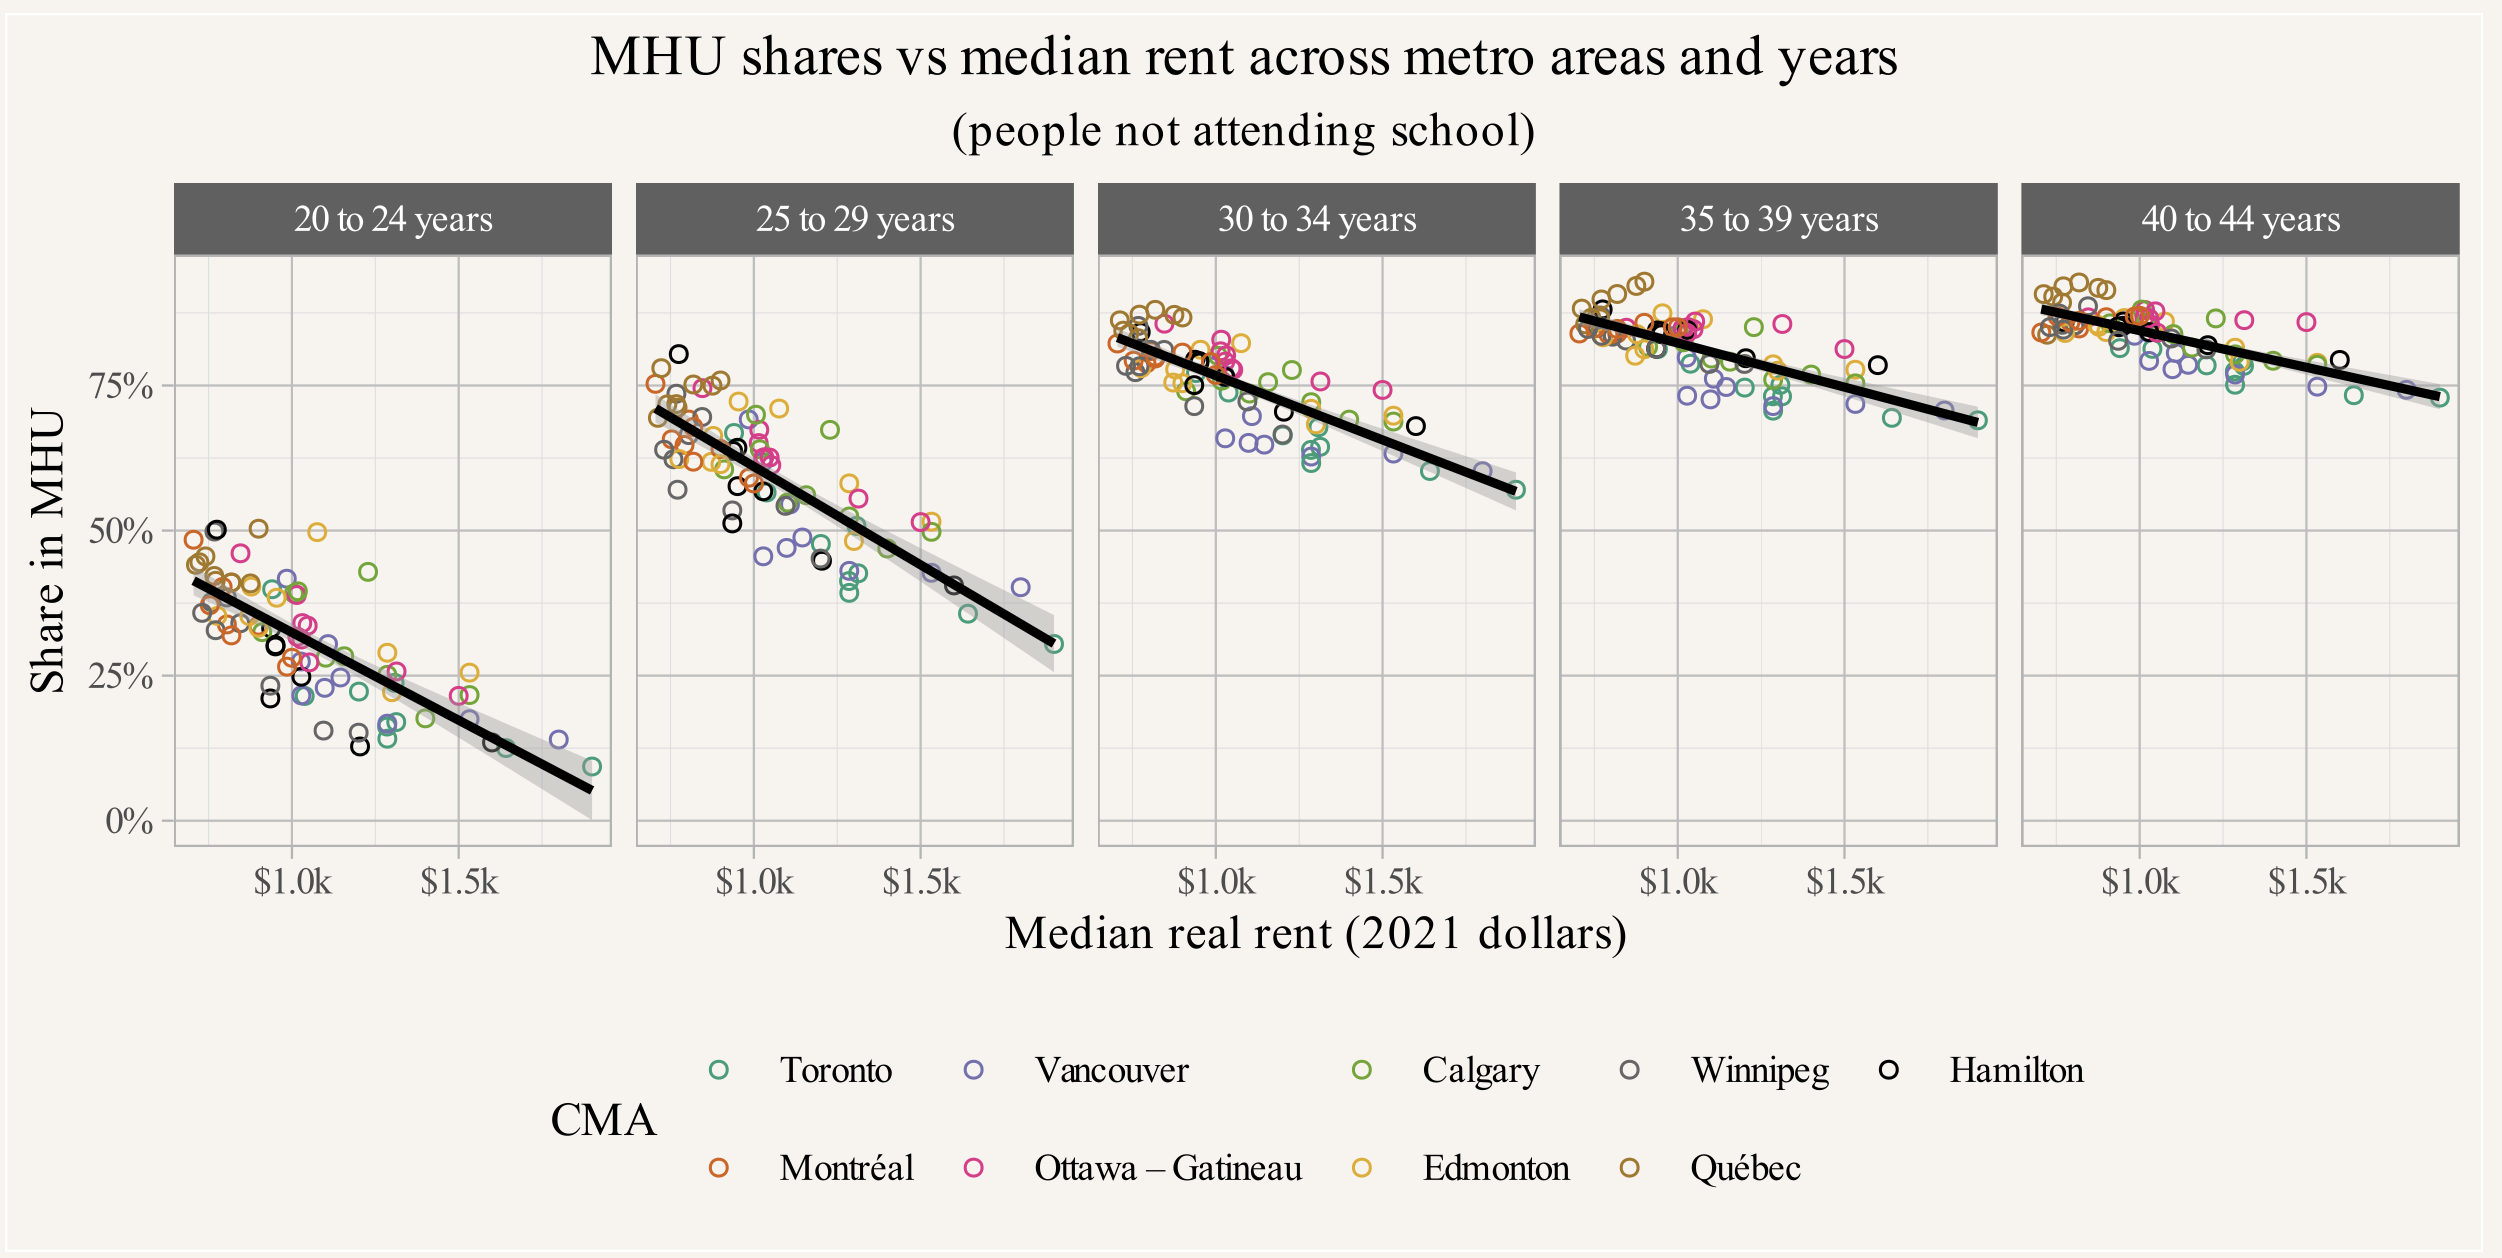 MHU shares vs median rent across metro areas and years
(people not attending school)
20 to 24 years
25 to 29 years
30 to 34 years
35 to 39 years
40 to 44 years
Share in MHU
75%
50%
25%
0%
$1.0k $1.5k
$1.0k $1.5k
$1.0k $1.5k
$1.0k $1.5k
$1.0k $1.5k
Median real rent (2021 dollars)
CMA
Toronto Vancouver Calgary Winnipeg Hamilton
Montréal Ottawa – Gatineau Edmonton Québec